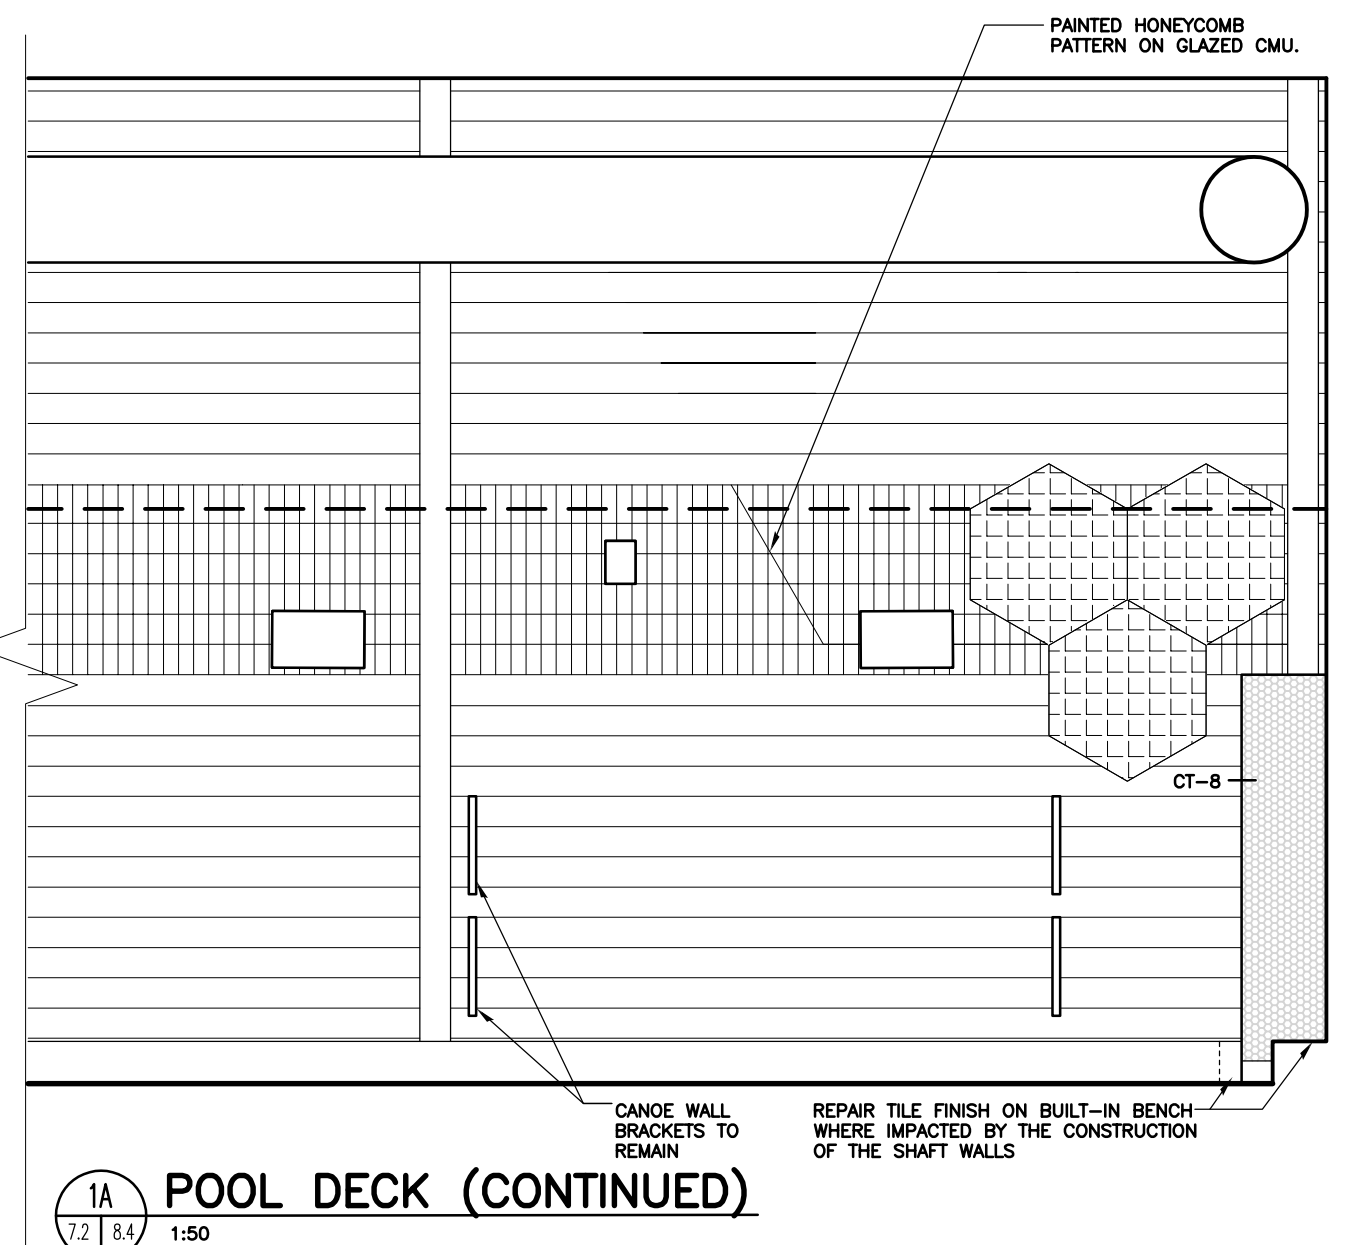 PAINTED HONEYCOMB
PATTERN ON GLAZED CMU.
CT-8
CANOE WALL
BRACKETS TO
REMAIN
REPAIR TILE FINISH ON BUILT-IN BENCH
WHERE IMPACTED BY THE CONSTRUCTION
OF THE SHAFT WALLS
1A
7.2 8.4
POOL DECK (CONTINUED)
1:50